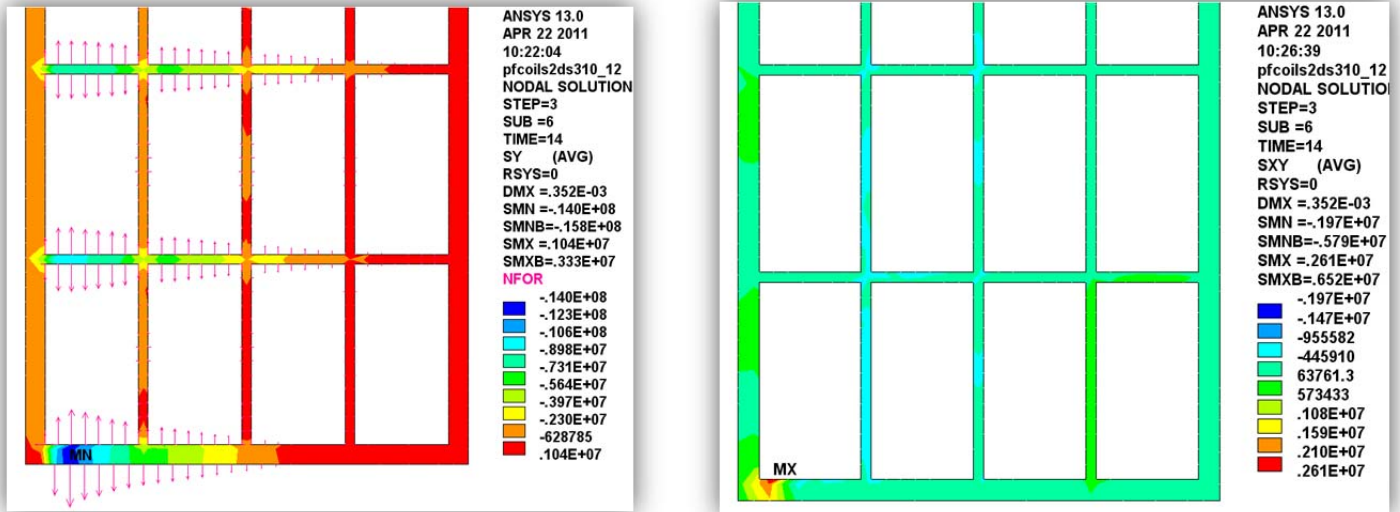 ANSYS 13.0
APR 22 2011
10:22:04
pfcoils2ds310_12
NODAL SOLUTION
STEP=3
SUB =6
TIME=14
SY (AVG)
RSYS=0
DMX =.352E-03
SMN =-.140E+08
SMNB=-.158E+08
SMX =.104E+07
SMXB=.333E+07
NFOR
-.140E+08
-.123E+08
-.106E+08
-.898E+07
-.731E+07
-.564E+07
-.397E+07
-.230E+07
-628785
.104E+07
MN
ANSYS 13.0
APR 22 2011
10:26:39
pfcoils2ds310_12
NODAL SOLUTIO
STEP=3
SUB =6
TIME=14
SXY (AVG)
RSYS=0
DMX =.352E-03
SMN =-.197E+07
SMNB=-.579E+07
SMX =.261E+07
SMXB=.652E+07
-.197E+07
-.147E+07
-955582
-445910
63761.3
573433
.108E+07
.159E+07
.210E+07
.261E+07
MX